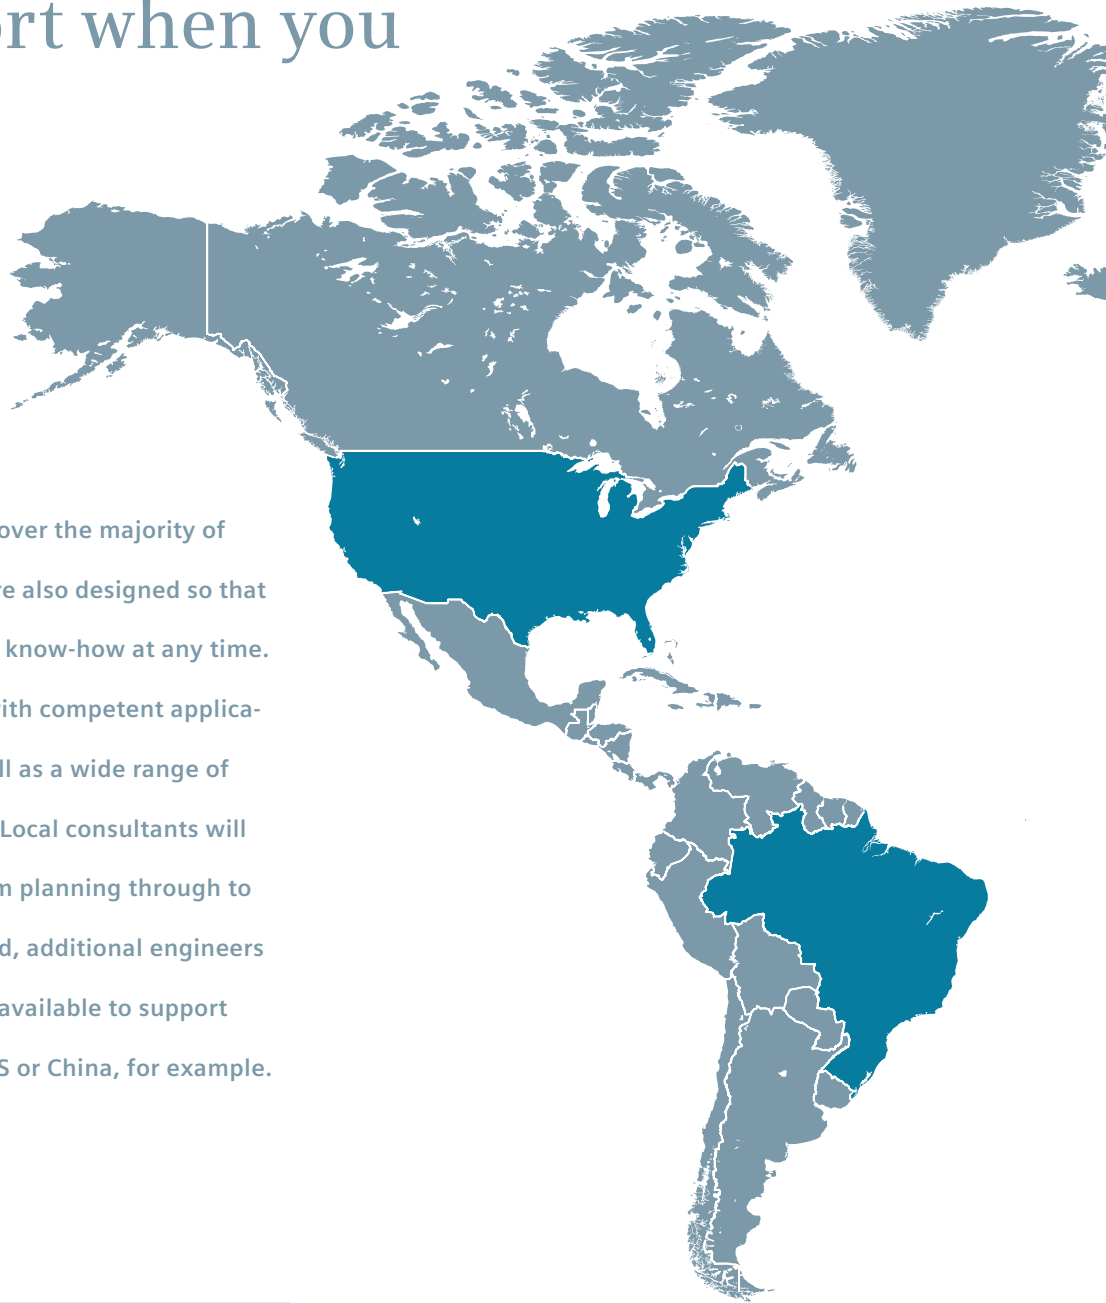 ort when you
over the majority of
re also designed so that
know-how at any time.
ith competent applica-
ll as a wide range of
Local consultants will
m planning through to
d, additional engineers
available to support
S or China, for example.